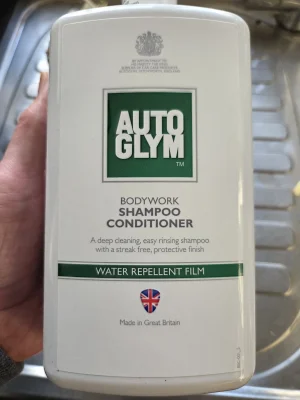 AUTO
GLYM
TM
BODYWORK
SHAMPOO
CONDITIONER
A deep cleaning, easy rinsing shampoo
with a streak free, protective finish
WATER REPELLENT FILM
Made in Great Britain